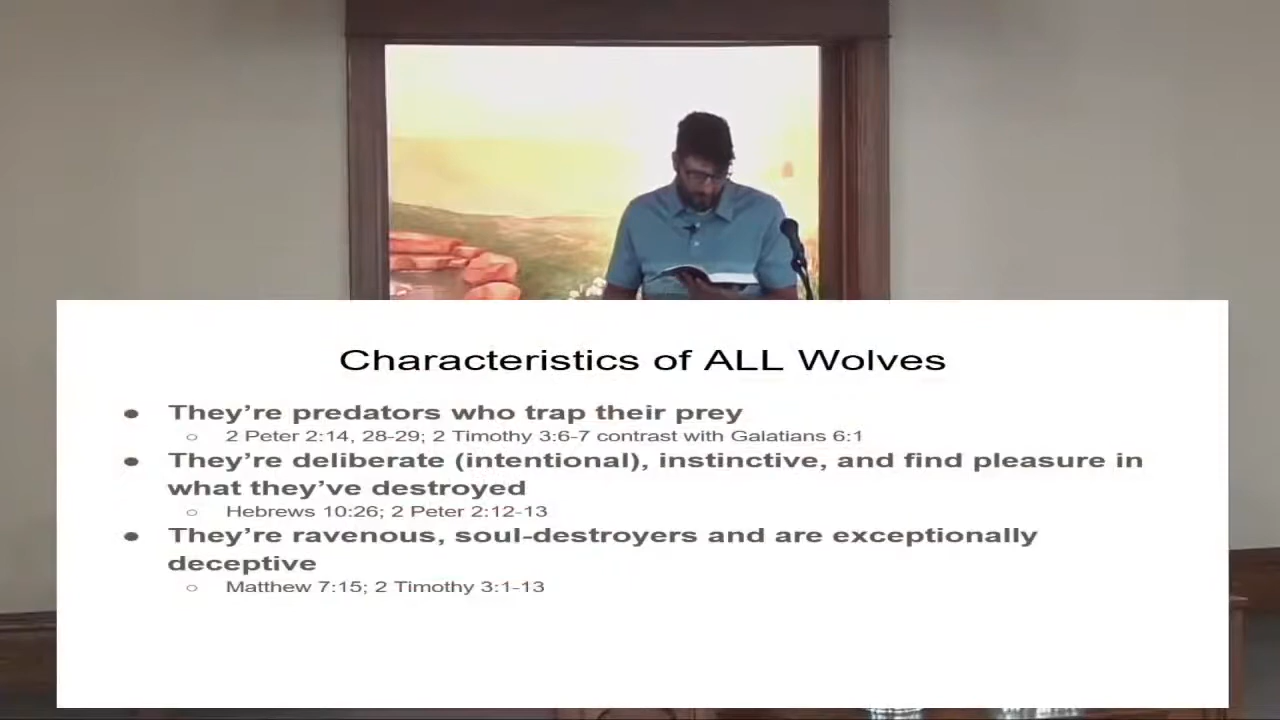 Characteristics of ALL Wolves
● They're predators who trap their prey
○ 2 Peter 2:14, 28-29; 2 Timothy 3:6-7 contrast with Galatians 6:1
● They're deliberate (intentional), instinctive, and find pleasure in
what they've destroyed
○ Hebrews 10:26; 2 Peter 2:12-13
● They're ravenous, soul-destroyers and are exceptionally
deceptive
○ Matthew 7:15; 2 Timothy 3:1-13